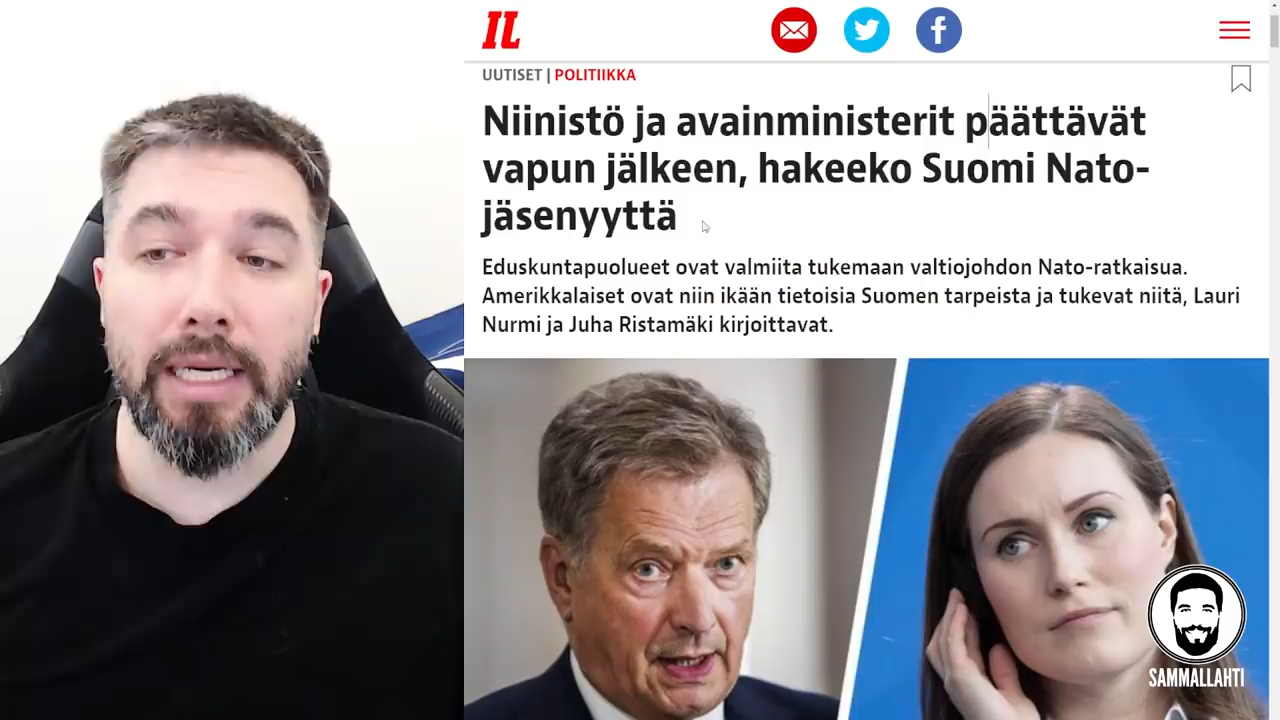 IL
UUTISET | POLITIIKKA
Niinistö ja avainministerit päättävät
vapun jälkeen, hakeeko Suomi Nato-
jäsenyyttä
Eduskuntapuolueet ovat valmiita tukemaan valtiojohdon Nato-ratkaisua.
Amerikkalaiset ovat niin ikään tietoisia Suomen tarpeista ja tukevat niitä, Lauri
Nurmi ja Juha Ristamäki kirjoittavat.
SAMMALLAHTI